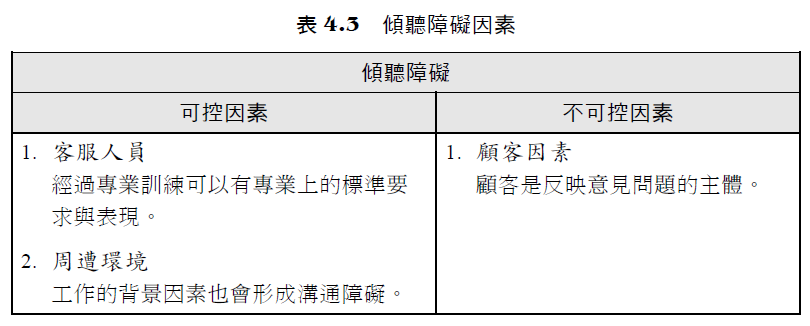 表 4.3 傾聽障礙因素
傾聽障礙
可控因素
不可控因素
1. 客服人員
經過專業訓練可以有專業上的標準要
求與表現。
2. 周遭環境
工作的背景因素也會形成溝通障礙。
1. 顧客因素
顧客是反映意見問題的主體。